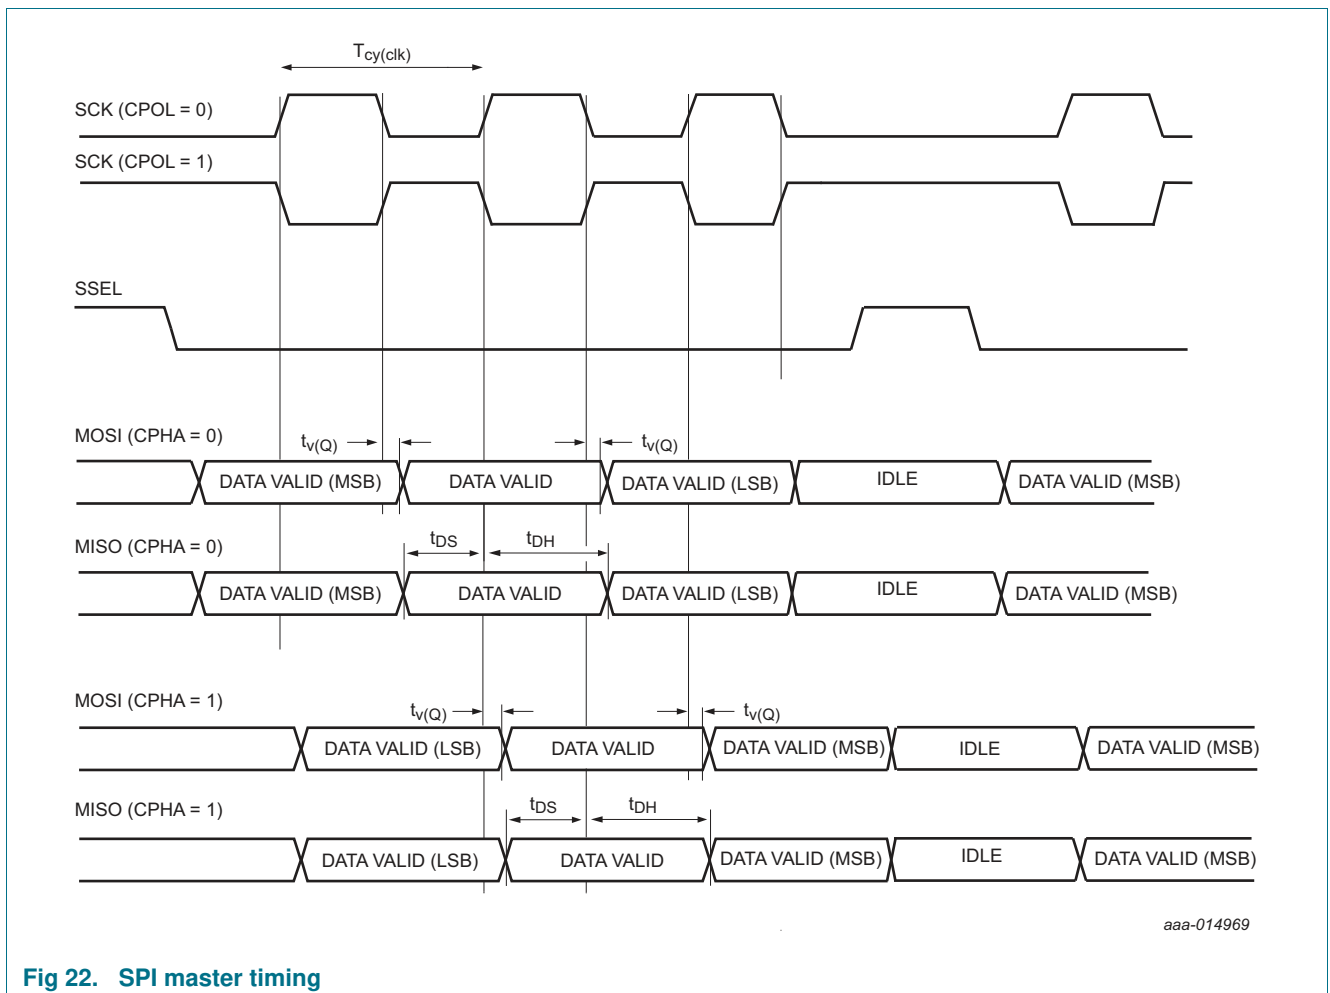 Tcy(clk)
SCK (CPOL = 0)
SCK (CPOL = 1)
SSEL
MOSI (CPHA = 0)
tv(Q)
tv(Q)
DATA VALID (MSB)
DATA VALID
DATA VALID (LSB)
IDLE
DATA VALID (MSB)
MISO (CPHA = 0)
tDS
tDH
DATA VALID (MSB)
DATA VALID
DATA VALID (LSB)
IDLE
DATA VALID (MSB)
MOSI (CPHA = 1)
tv(Q)
tv(Q)
DATA VALID (LSB)
DATA VALID
DATA VALID (MSB)
IDLE
DATA VALID (MSB)
MISO (CPHA = 1)
tDS
tDH
DATA VALID (LSB)
DATA VALID
DATA VALID (MSB)
IDLE
DATA VALID (MSB)
aaa-014969
Fig 22. SPI master timing